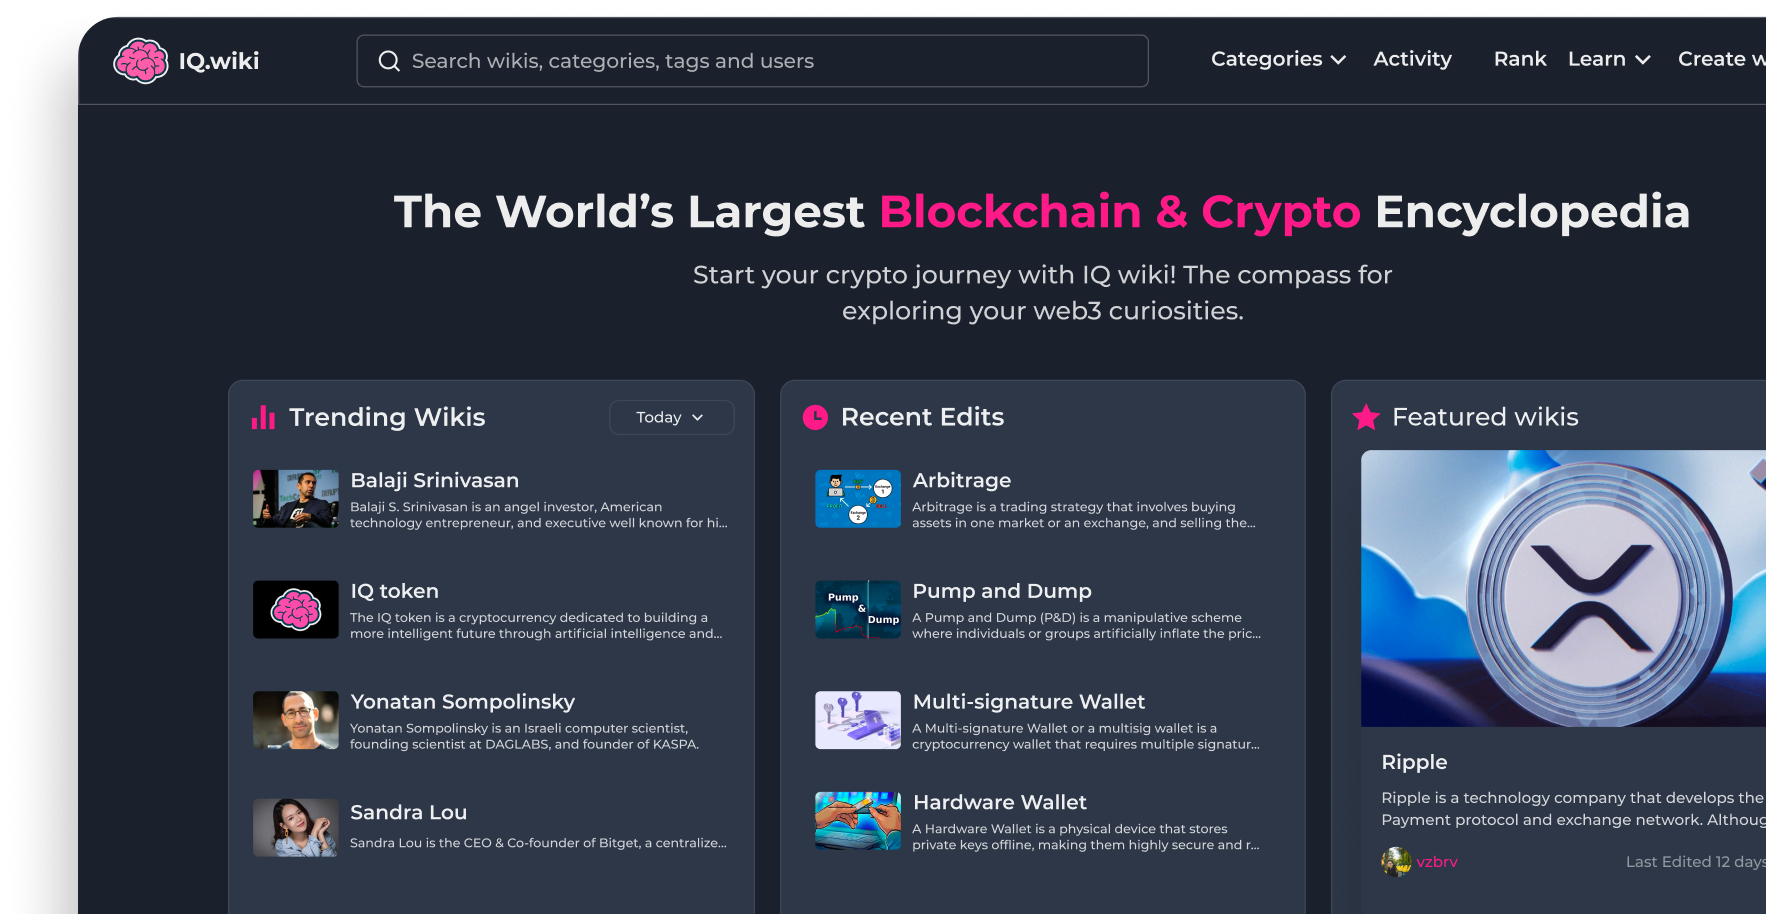 IQ.wiki
Search wikis, categories, tags and users
Categories
Activity
Rank
Learn
Create w
The World’s Largest Blockchain & Crypto Encyclopedia
Start your crypto journey with IQ wiki! The compass for
exploring your web3 curiosities.
Trending Wikis
Today
Balaji Srinivasan
Balaji S. Srinivasan is an angel investor, American
technology entrepreneur, and executive well known for hi...
IQ token
The IQ token is a cryptocurrency dedicated to building a
more intelligent future through artificial intelligence and...
Yonatan Sompolinsky
Yonatan Sompolinsky is an Israeli computer scientist,
founding scientist at DAGLABS, and founder of KASPA.
Sandra Lou
Sandra Lou is the CEO & Co-founder of Bitget, a centralize...
Recent Edits
Exchange
1
Exchange
2
Arbitrage
Arbitrage is a trading strategy that involves buying
assets in one market or an exchange, and selling the...
Pump
&
Dump
Pump and Dump
A Pump and Dump (P&D) is a manipulative scheme
where individuals or groups artificially inflate the pric...
Multi-signature Wallet
A Multi-signature Wallet or a multisig wallet is a
cryptocurrency wallet that requires multiple signatur...
Hardware Wallet
A Hardware Wallet is a physical device that stores
private keys offline, making them highly secure and r...
Featured wikis
Ripple
Ripple is a technology company that develops the
Payment protocol and exchange network. Althoug
vzbrv
Last Edited 12 days